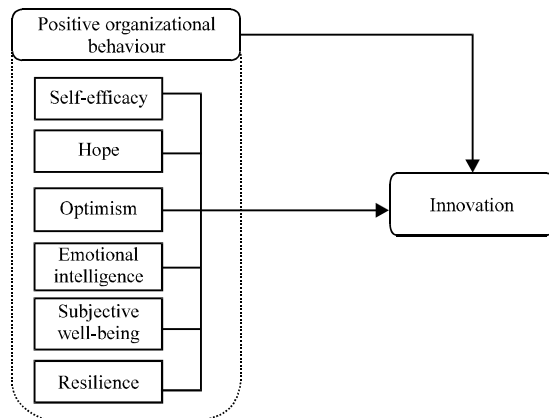 Positive organizational
behaviour
Self-efficacy
Hope
Optimism
Emotional
intelligence
Subjective
well-being
Resilience
Innovation